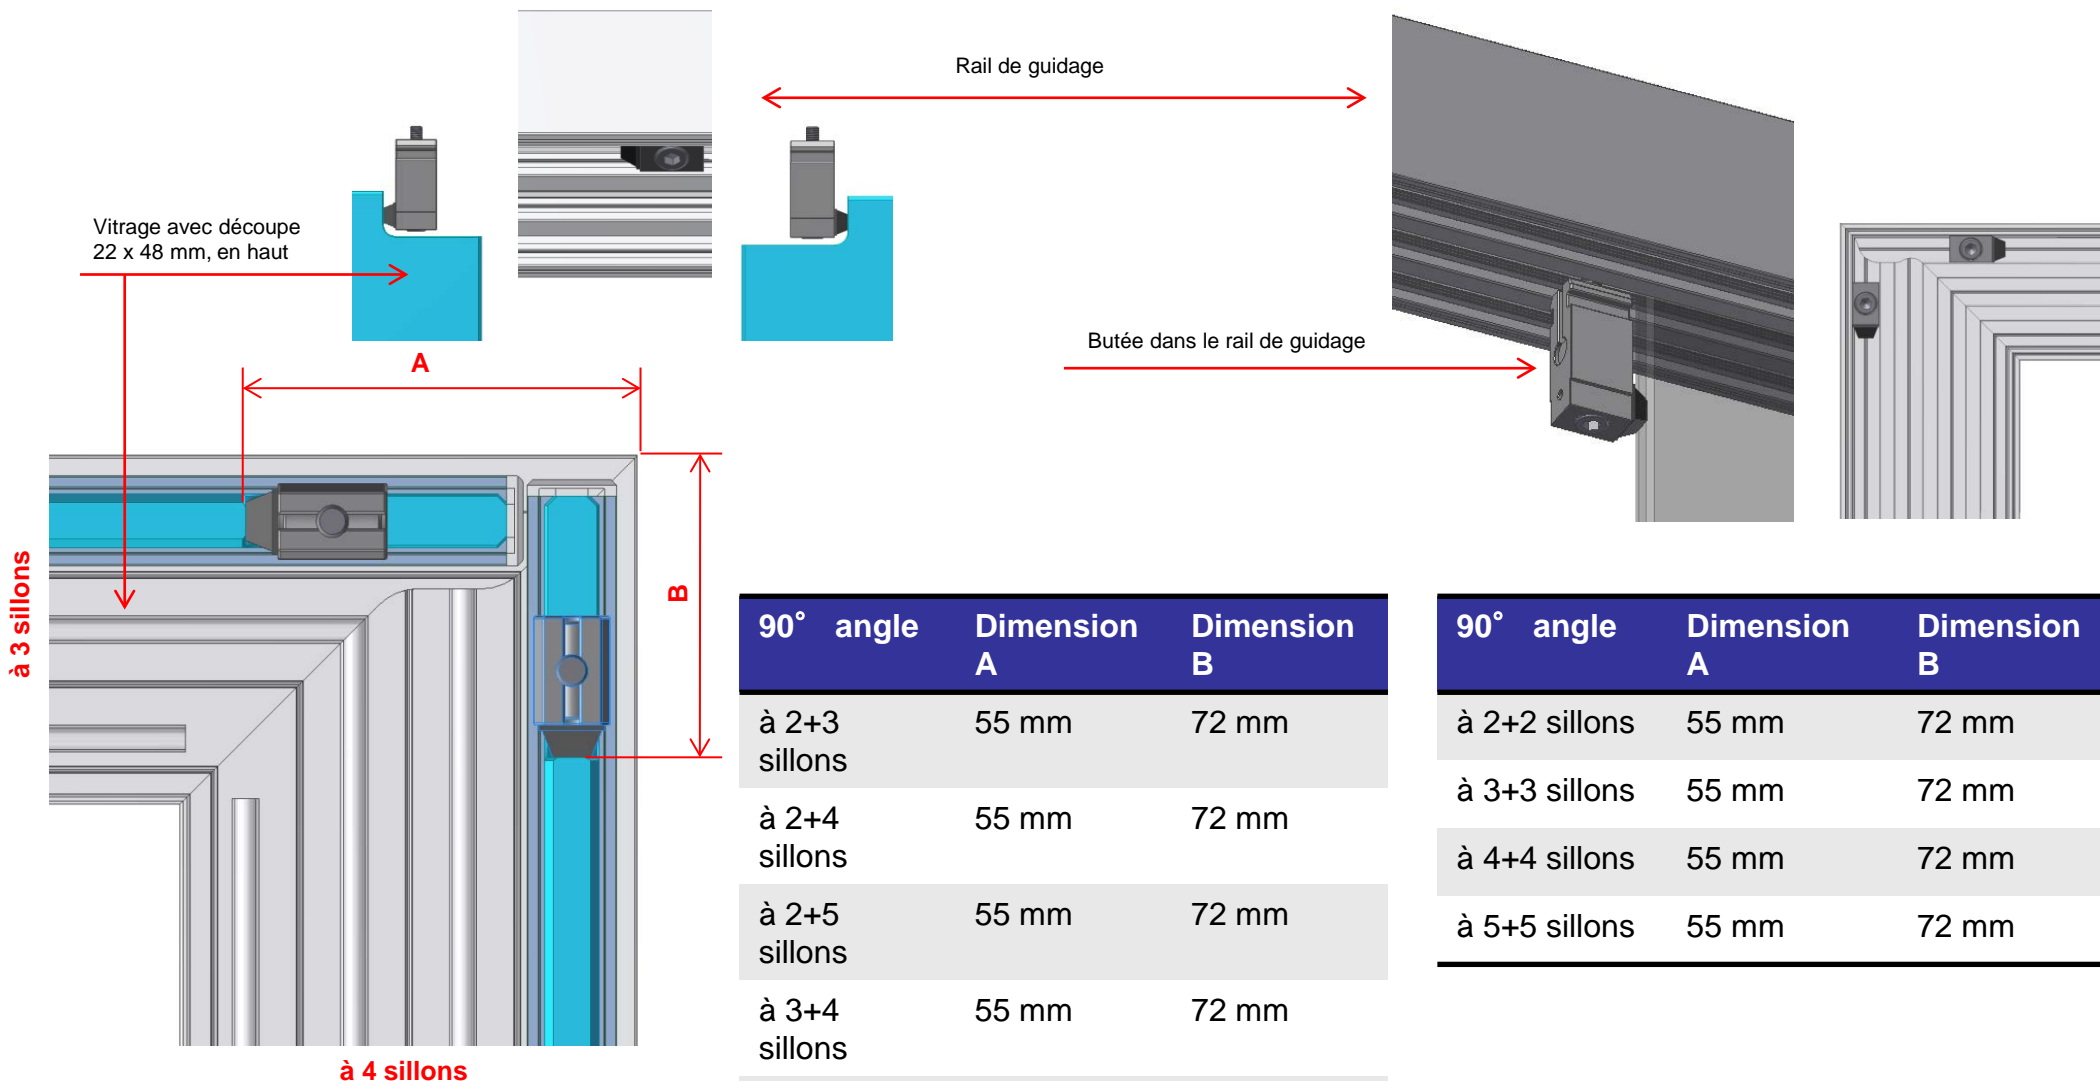 Rail de guidage
Vitrage avec découpe
22 x 48 mm, en haut
Butée dans le rail de guidage
A
B
à 3 sillons
à 4 sillons
90° angle Dimension A Dimension B
à 2+3 sillons 55 mm 72 mm
à 2+4 sillons 55 mm 72 mm
à 2+5 sillons 55 mm 72 mm
à 3+4 sillons 55 mm 72 mm
90° angle Dimension A Dimension B
à 2+2 sillons 55 mm 72 mm
à 3+3 sillons 55 mm 72 mm
à 4+4 sillons 55 mm 72 mm
à 5+5 sillons 55 mm 72 mm